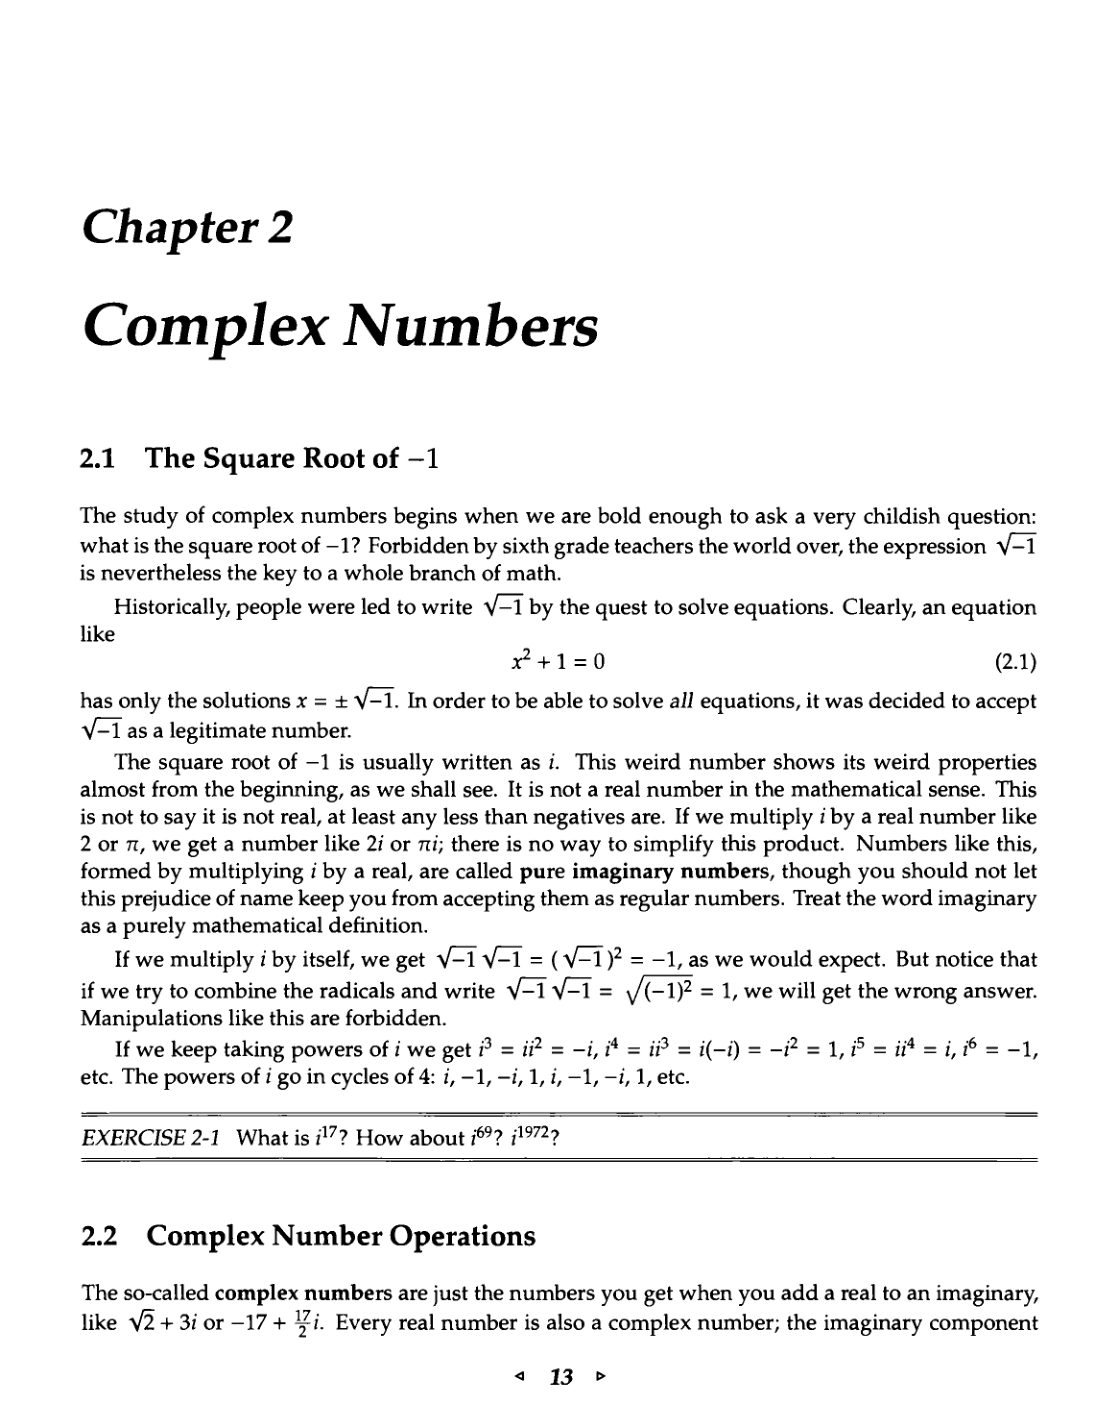 Chapter 2
Complex Numbers
2.1 The Square Root of −1
The study of complex numbers begins when we are bold enough to ask a very childish question:
what is the square root of −1? Forbidden by sixth grade teachers the world over, the expression √−1
is nevertheless the key to a whole branch of math.
Historically, people were led to write √−1 by the quest to solve equations. Clearly, an equation
like
x² + 1 = 0 (2.1)
has only the solutions x = ± √−1. In order to be able to solve all equations, it was decided to accept
√−1 as a legitimate number.
The square root of −1 is usually written as i. This weird number shows its weird properties
almost from the beginning, as we shall see. It is not a real number in the mathematical sense. This
is not to say it is not real, at least any less than negatives are. If we multiply i by a real number like
2 or π, we get a number like 2i or πi; there is no way to simplify this product. Numbers like this,
formed by multiplying i by a real, are called pure imaginary numbers, though you should not let
this prejudice of name keep you from accepting them as regular numbers. Treat the word imaginary
as a purely mathematical definition.
If we multiply i by itself, we get √−1 √−1 = (√−1)² = −1, as we would expect. But notice that
if we try to combine the radicals and write √−1 √−1 = √(−1)² = 1, we will get the wrong answer.
Manipulations like this are forbidden.
If we keep taking powers of i we get i³ = ii² = −i, i⁴ = ii³ = i(−i) = −i² = 1, i⁵ = ii⁴ = i, i⁶ = −1,
etc. The powers of i go in cycles of 4: i, −1, −i, 1, i, −1, −i, 1, etc.
EXERCISE 2-1 What is i¹⁷? How about i⁶⁹? i¹⁹⁷²?
2.2 Complex Number Operations
The so-called complex numbers are just the numbers you get when you add a real to an imaginary,
like √2 + 3i or −17 + 17/2 i. Every real number is also a complex number; the imaginary component
◃ 13 ▹